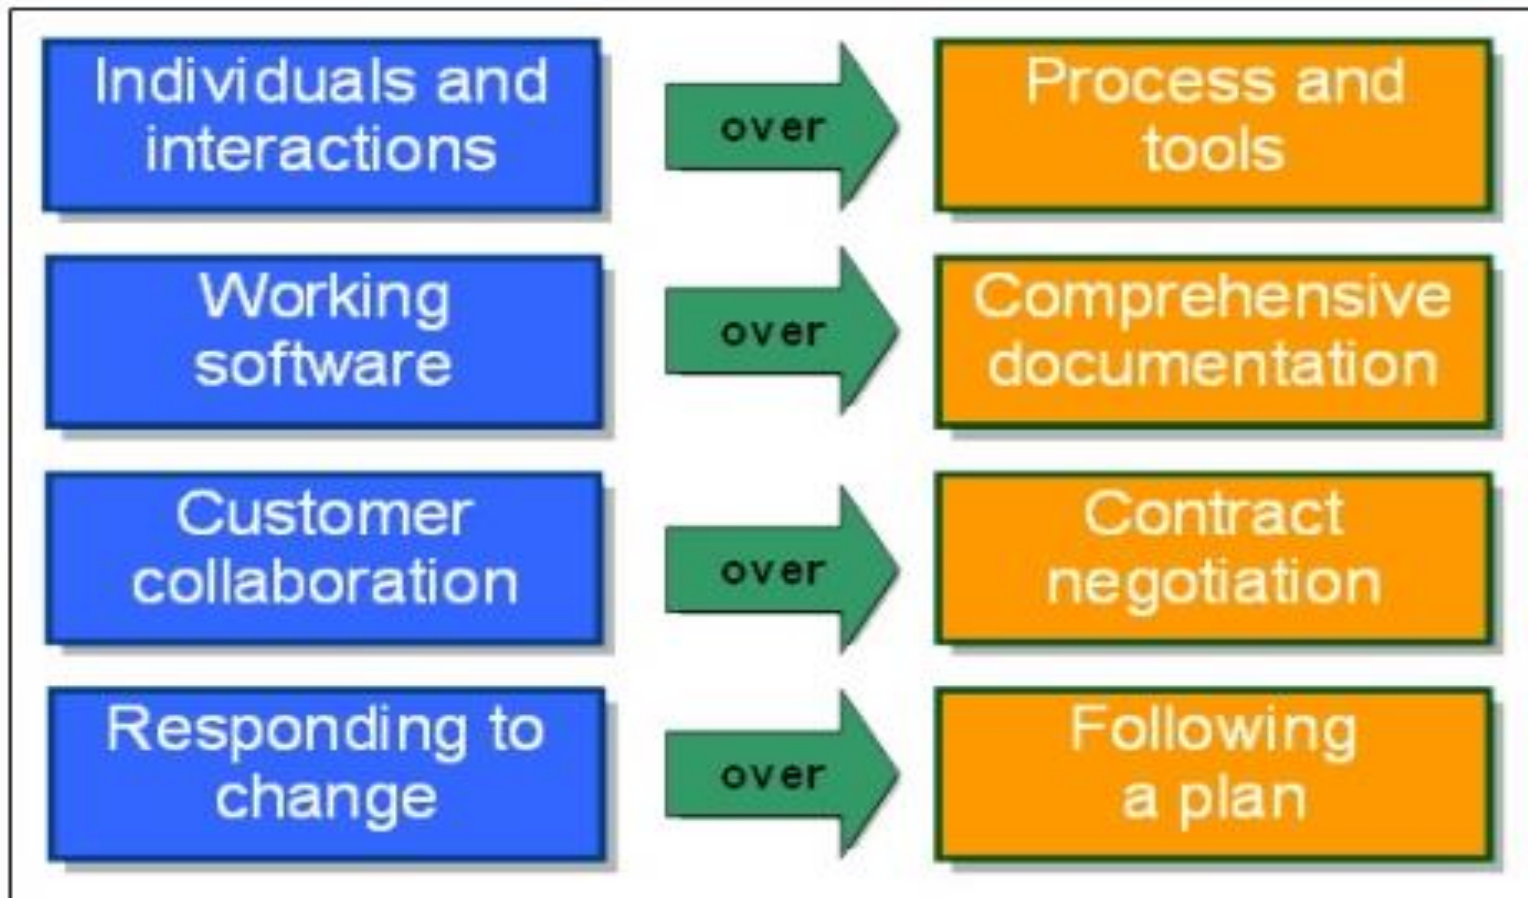 Individuals and
interactions
over
Process and
tools
Working
software
over
Comprehensive
documentation
Customer
collaboration
over
Contract
negotiation
Responding to
change
over
Following
a plan